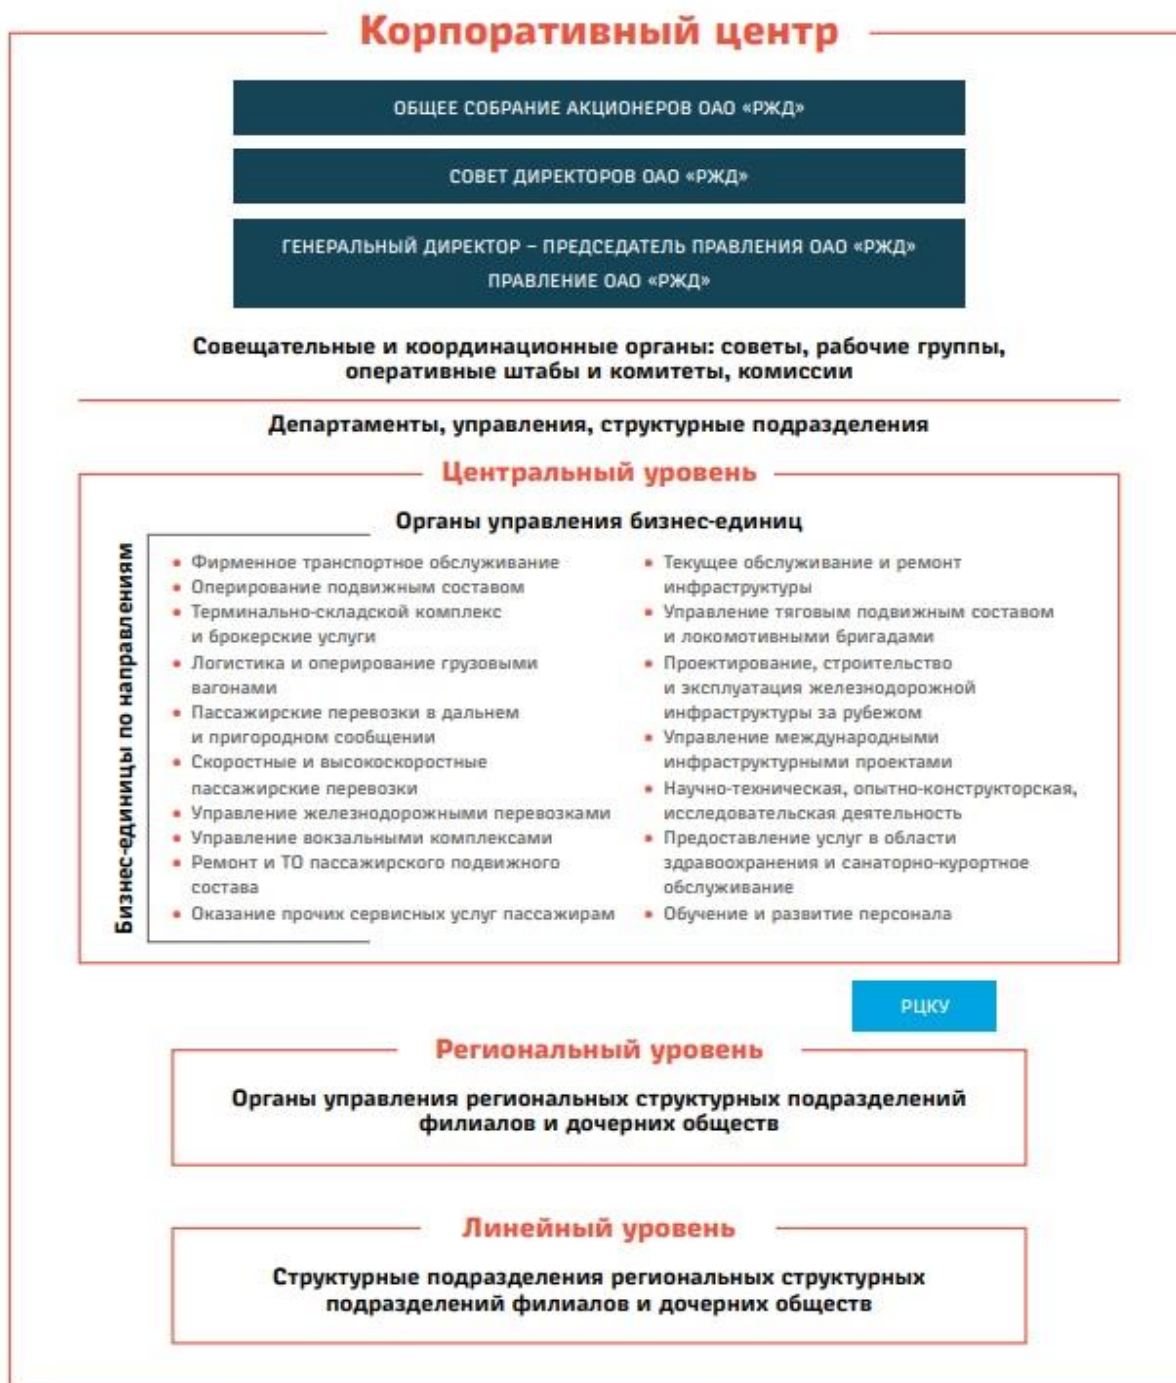 Корпоративный центр
ОБЩЕЕ СОБРАНИЕ АКЦИОНЕРОВ ОАО «РЖД»
СОВЕТ ДИРЕКТОРОВ ОАО «РЖД»
ГЕНЕРАЛЬНЫЙ ДИРЕКТОР – ПРЕДСЕДАТЕЛЬ ПРАВЛЕНИЯ ОАО «РЖД»
ПРАВЛЕНИЕ ОАО «РЖД»
Совещательные и координационные органы: советы, рабочие группы,
оперативные штабы и комитеты, комиссии
Департаменты, управления, структурные подразделения
Центральный уровень
Органы управления бизнес-единиц
Бизнес-единицы по направлениям
• Фирменное транспортное обслуживание
• Оперирование подвижным составом
• Терминально-складской комплекс
и брокерские услуги
• Логистика и оперирование грузовыми
вагонами
• Пассажирские перевозки в дальнем
и пригородном сообщении
• Скоростные и высокоскоростные
пассажирские перевозки
• Управление железнодорожными перевозками
• Управление вокзальными комплексами
• Ремонт и ТО пассажирского подвижного
состава
• Оказание прочих сервисных услуг пассажирам
• Текущее обслуживание и ремонт
инфраструктуры
• Управление тяговым подвижным составом
и локомотивными бригадами
• Проектирование, строительство
и эксплуатация железнодорожной
инфраструктуры за рубежом
• Управление международными
инфраструктурными проектами
• Научно-техническая, опытно-конструкторская,
исследовательская деятельность
• Предоставление услуг в области
здравоохранения и санаторно-курортное
обслуживание
• Обучение и развитие персонала
РЦКУ
Региональный уровень
Органы управления региональных структурных подразделений
филиалов и дочерних обществ
Линейный уровень
Структурные подразделения региональных структурных
подразделений филиалов и дочерних обществ